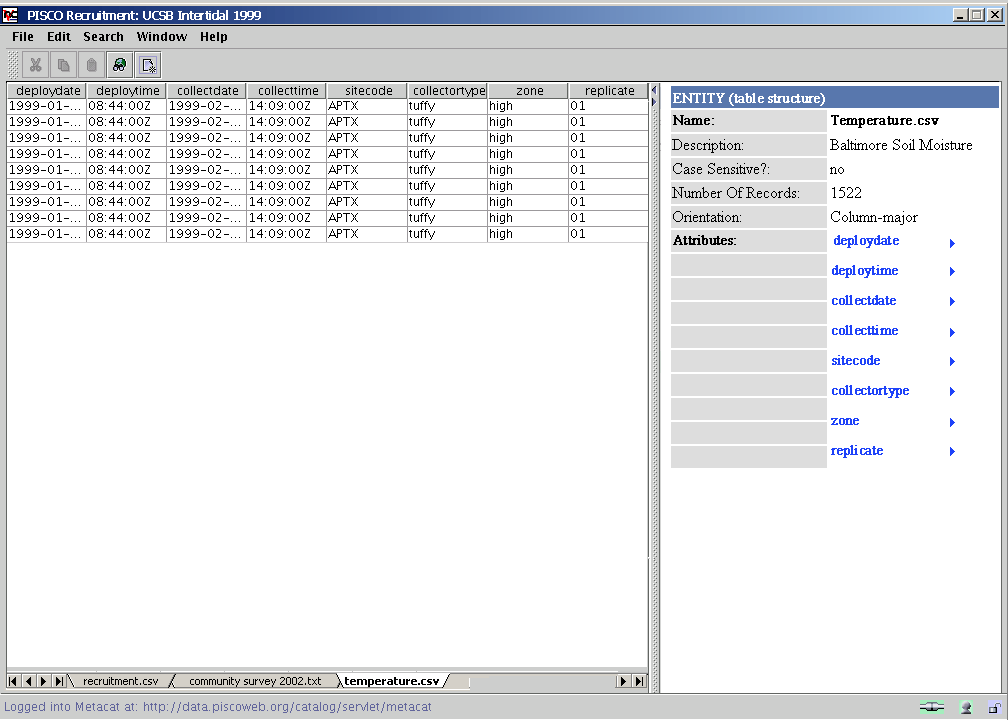 PISCO Recruitment: UCSB Intertidal 1999
File Edit Search Window Help
deploydate deploytime collectdate collecttime sitecode collectortype zone replicate
1999-01-... 08:44:00Z 1999-02-... 14:09:00Z APTX tuffy high 01
1999-01-... 08:44:00Z 1999-02-... 14:09:00Z APTX tuffy high 01
1999-01-... 08:44:00Z 1999-02-... 14:09:00Z APTX tuffy high 01
1999-01-... 08:44:00Z 1999-02-... 14:09:00Z APTX tuffy high 01
1999-01-... 08:44:00Z 1999-02-... 14:09:00Z APTX tuffy high 01
1999-01-... 08:44:00Z 1999-02-... 14:09:00Z APTX tuffy high 01
1999-01-... 08:44:00Z 1999-02-... 14:09:00Z APTX tuffy high 01
1999-01-... 08:44:00Z 1999-02-... 14:09:00Z APTX tuffy high 01
1999-01-... 08:44:00Z 1999-02-... 14:09:00Z APTX tuffy high 01
ENTITY (table structure)
Name: Temperature.csv
Description: Baltimore Soil Moisture
Case Sensitive?: no
Number Of Records: 1522
Orientation: Column-major
Attributes: deploydate
deploytime
collectdate
collecttime
sitecode
collectortype
zone
replicate
recruitment.csv community survey 2002.txt temperature.csv
Logged into Metacat at: http://data.piscoweb.org/catalog/servlet/metacat